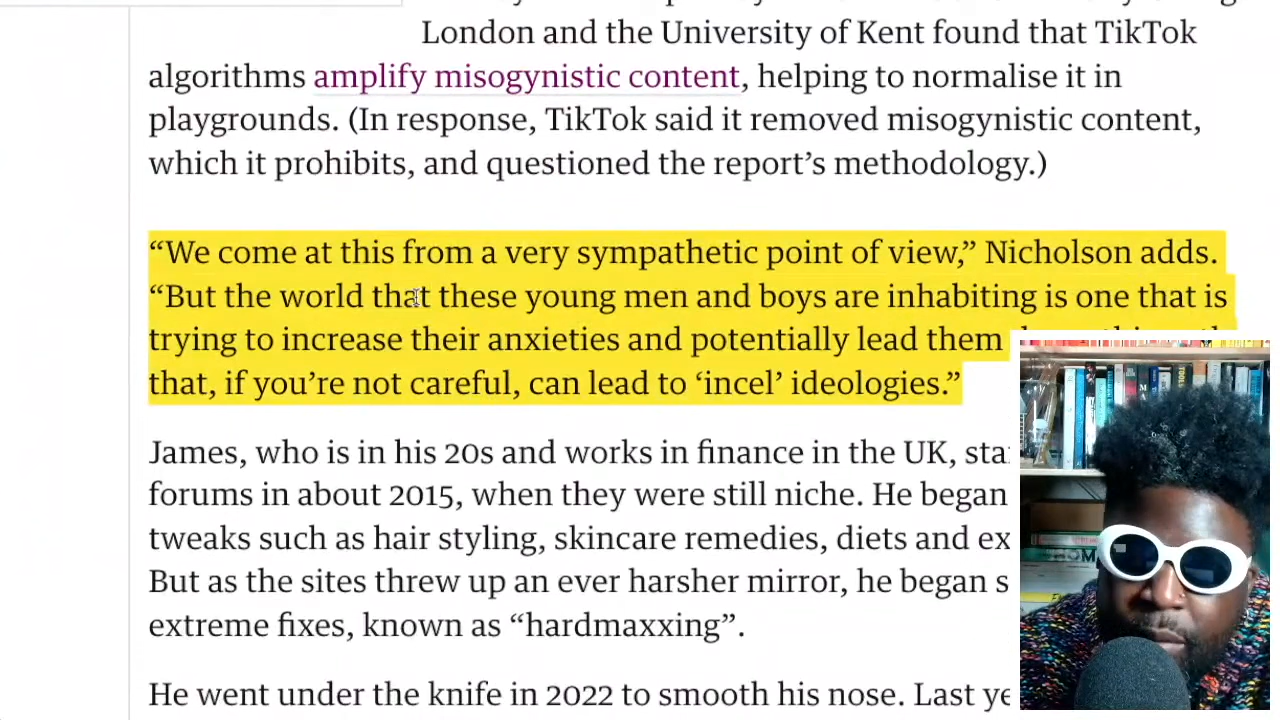 London and the University of Kent found that TikTok
algorithms amplify misogynistic content, helping to normalise it in
playgrounds. (In response, TikTok said it removed misogynistic content,
which it prohibits, and questioned the report’s methodology.)
“We come at this from a very sympathetic point of view,” Nicholson adds.
“But the world that these young men and boys are inhabiting is one that is
trying to increase their anxieties and potentially lead them
that, if you’re not careful, can lead to ‘incel’ ideologies.”
James, who is in his 20s and works in finance in the UK,
forums in about 2015, when they were still niche. He began
tweaks such as hair styling, skincare remedies, diets and
But as the sites threw up an ever harsher mirror, he began
extreme fixes, known as “hardmaxxing”.
He went under the knife in 2022 to smooth his nose. Last